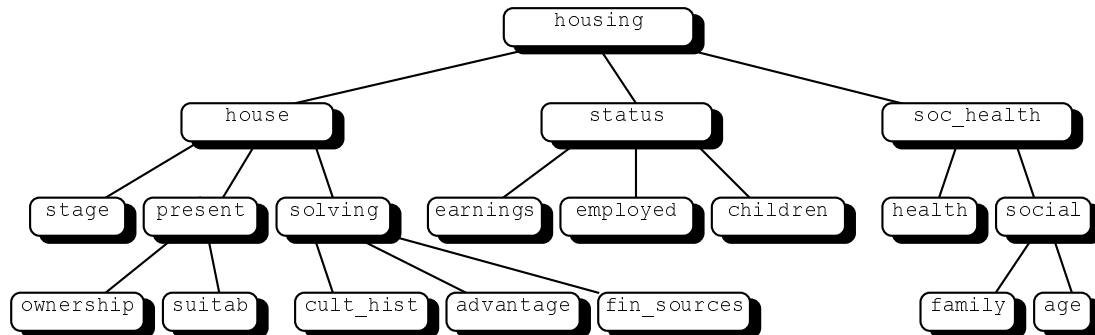 housing
house status soc_health
stage present solving earnings employed children health social
ownership suitab cult_hist advantage fin_sources family age